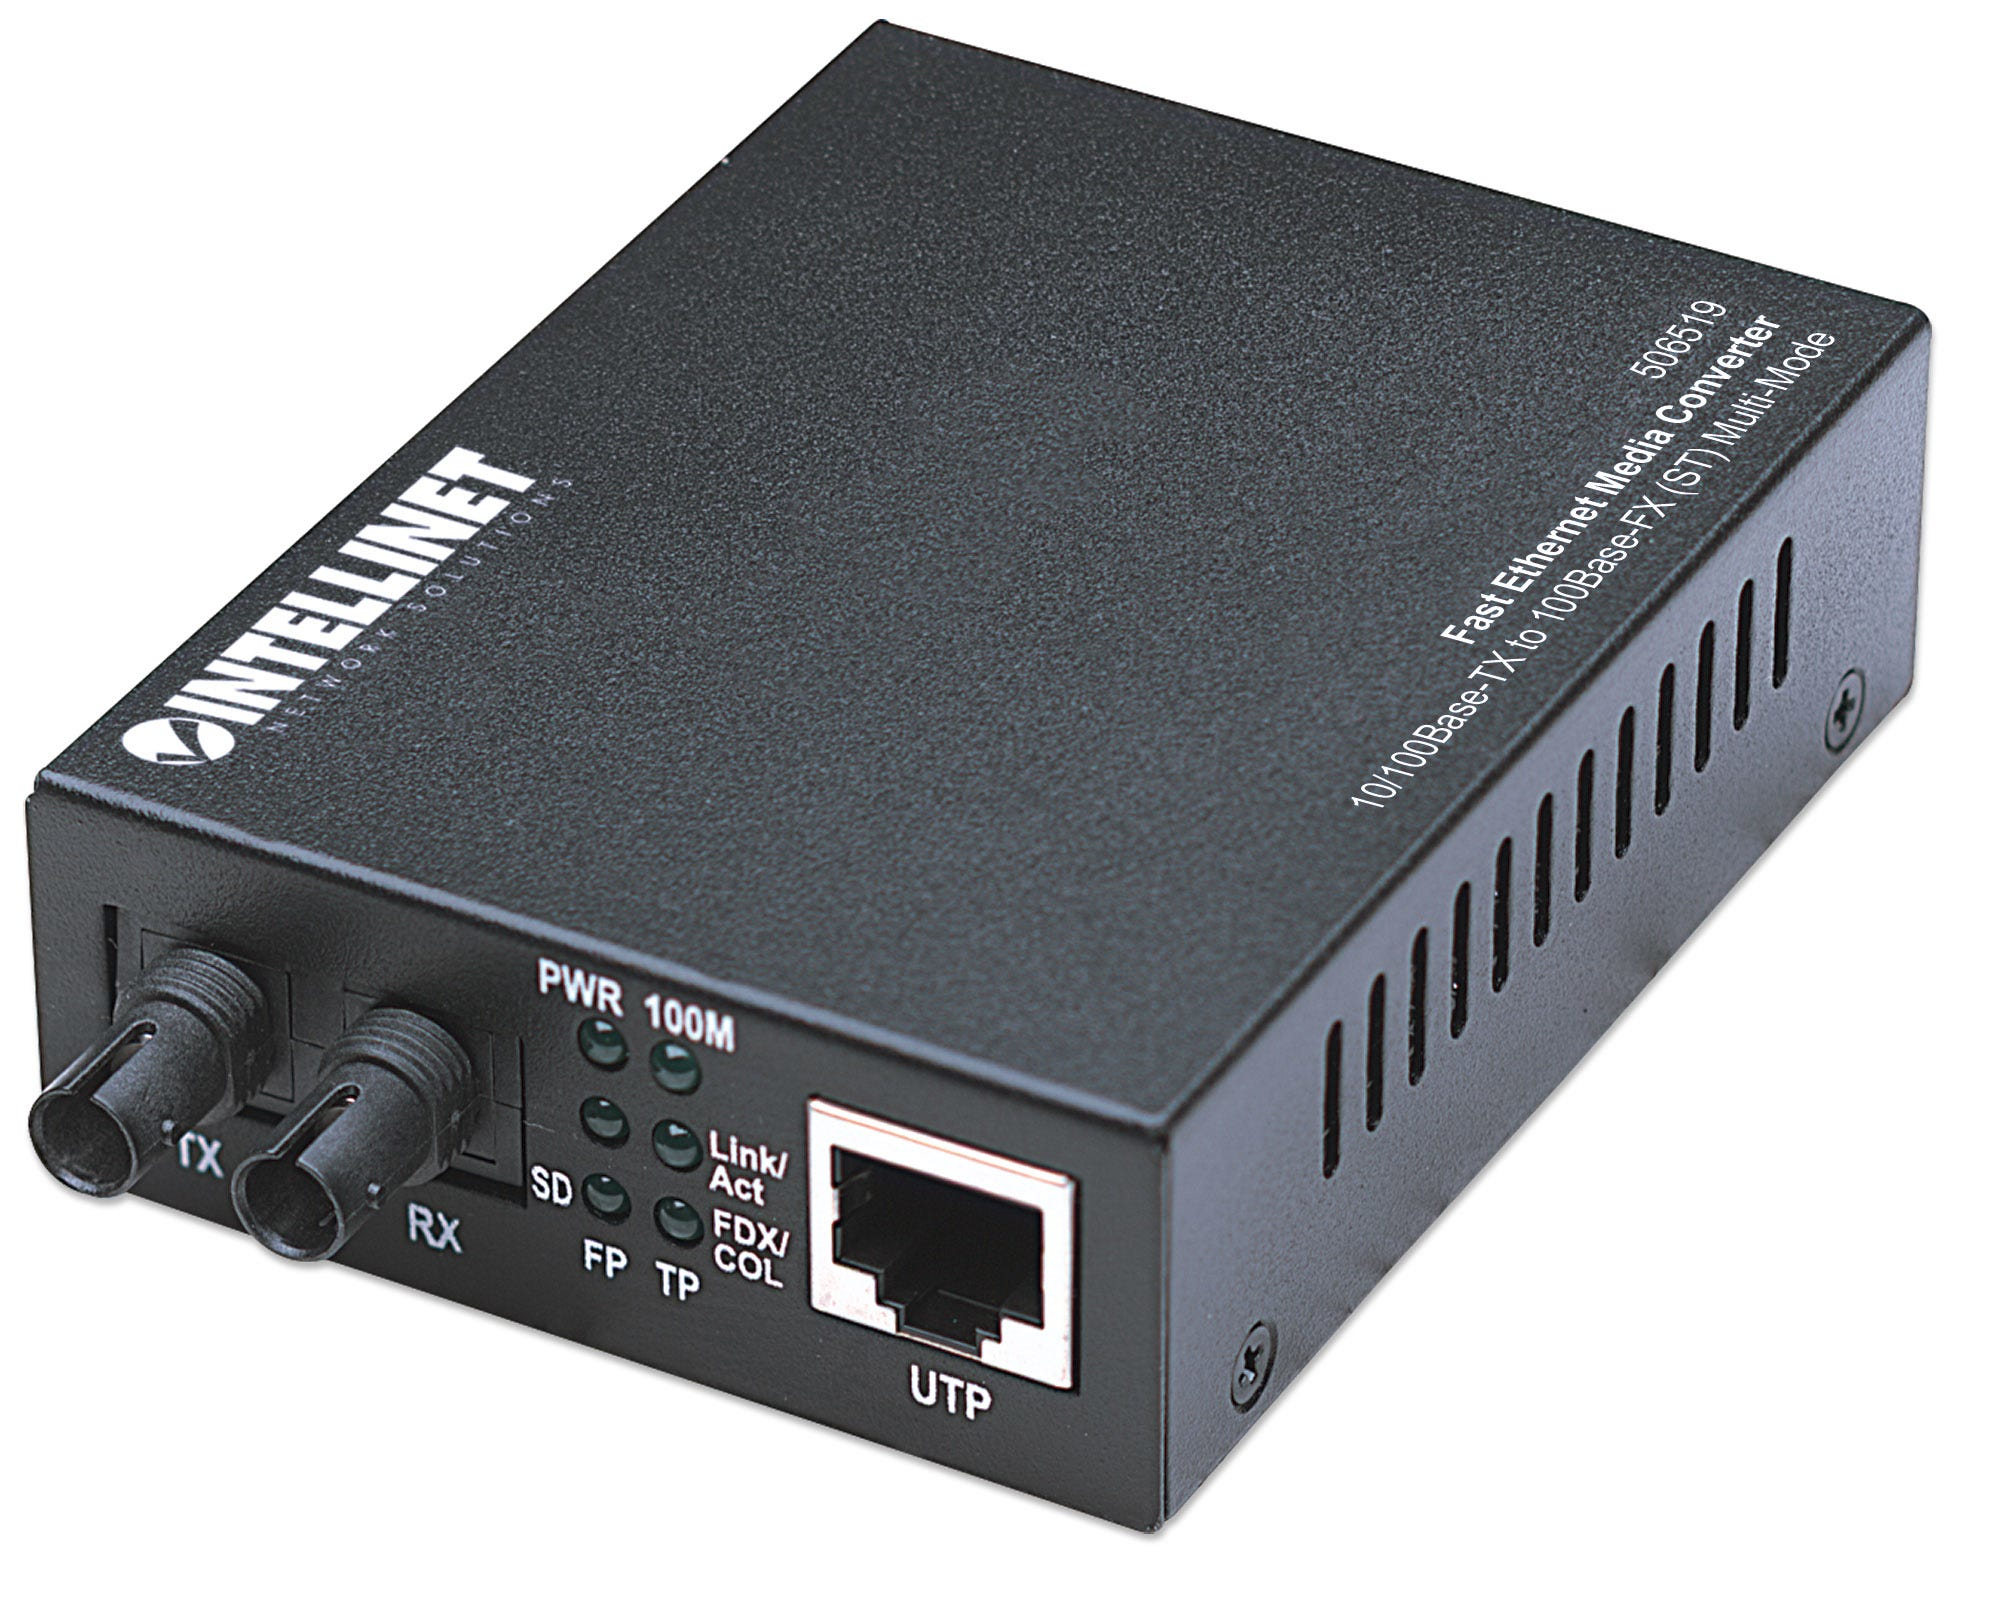 INTELLINET
NETWORK SOLUTIONS
506519
Fast Ethernet Media Converter
10/100Base-TX to 100Base-FX (ST) Multi-Mode
PWR 100M
Link/
Act
SD
FDX/
COL
FP TP
TX
RX
UTP